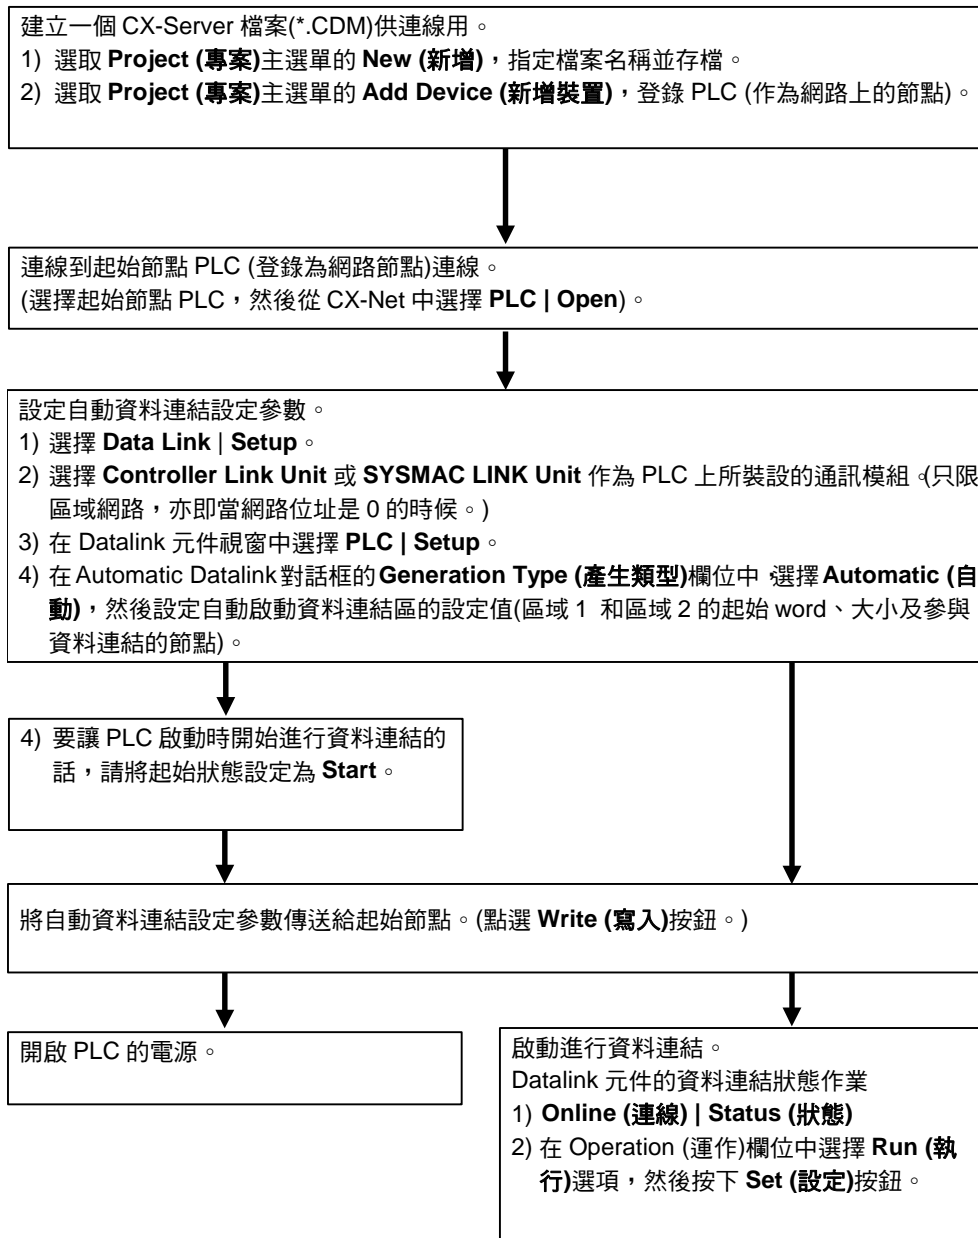 建立一個 CX-Server 檔案(*.CDM)供連線用。
1) 選取 Project (專案)主選單的 New (新增)，指定檔案名稱並存檔。
2) 選取 Project (專案)主選單的 Add Device (新增裝置)，登錄 PLC (作為網路上的節點)。
連線到起始節點 PLC (登錄為網路節點)連線。
(選擇起始節點 PLC，然後從 CX-Net 中選擇 PLC | Open)。
設定自動資料連結設定參數。
1) 選擇 Data Link | Setup。
2) 選擇 Controller Link Unit 或 SYSMAC LINK Unit 作為 PLC 上所裝設的通訊模組。(只限
區域網路，亦即當網路位址是 0 的時候。)
3) 在 Datalink 元件視窗中選擇 PLC | Setup。
4) 在 Automatic Datalink 對話框的 Generation Type (產生類型)欄位中，選擇 Automatic (自
動)，然後設定自動啟動資料連結區的設定值(區域 1 和區域 2 的起始 word、大小及參與
資料連結的節點)。
4) 要讓 PLC 啟動時開始進行資料連結的
話，請將起始狀態設定為 Start。
將自動資料連結設定參數傳送給起始節點。(點選 Write (寫入)按鈕。)
開啟 PLC 的電源。
啟動進行資料連結。
Datalink 元件的資料連結狀態作業
1) Online (連線) | Status (狀態)
2) 在 Operation (運作)欄位中選擇 Run (執
行)選項，然後按下 Set (設定)按鈕。